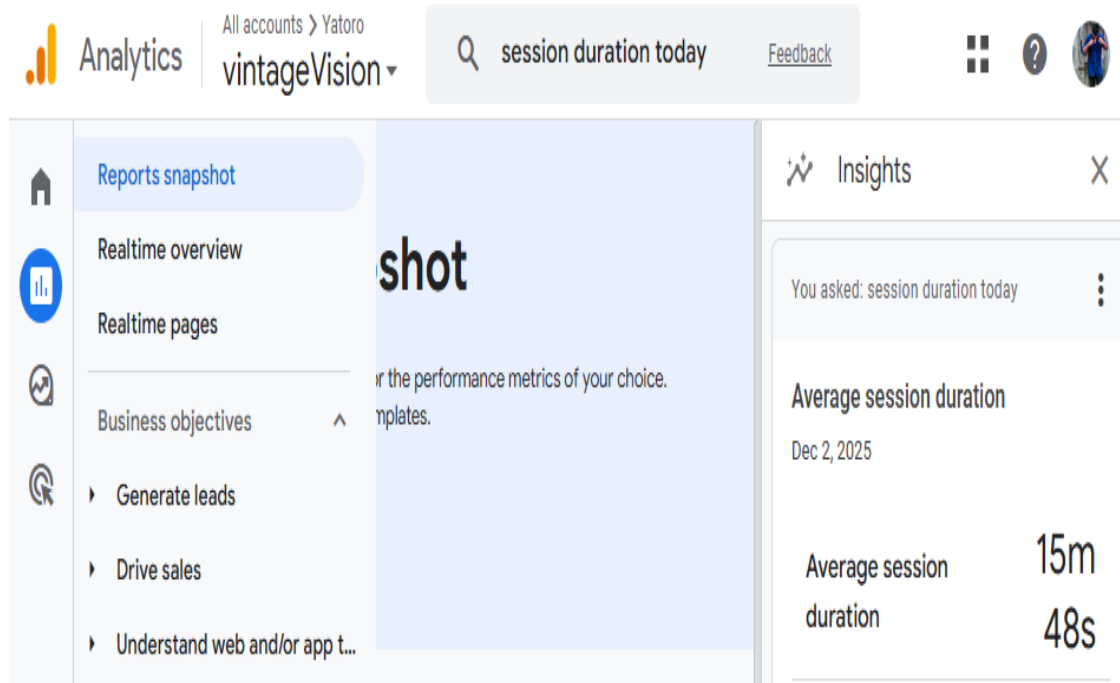 All accounts > Yatoro
Analytics
vintageVision
session duration today
Feedback
Reports snapshot
Realtime overview
Realtime pages
Business objectives
Generate leads
Drive sales
Understand web and/or app t...
shot
r the performance metrics of your choice.
mplates.
Insights
You asked: session duration today
Average session duration
Dec 2, 2025
Average session
duration
15m
48s